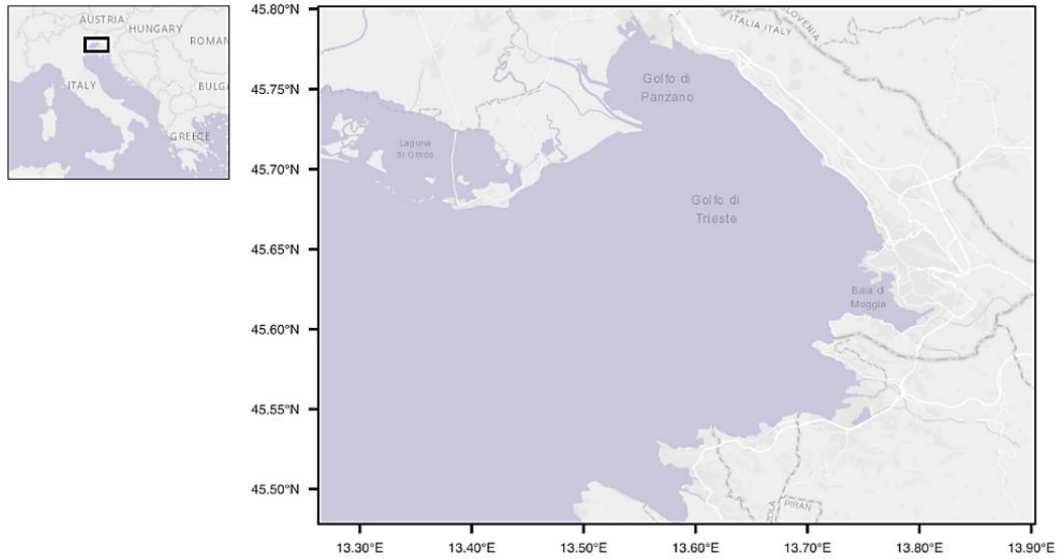 AUSTRIA
HUNGARY
ROMAN
ITALY
BULGA
GREECE
45.80°N
45.75°N
45.70°N
45.65°N
45.60°N
45.55°N
45.50°N
ITALIA ITALY
SLOVENIA
Golfo di
Panzano
Laguna
di Grado
Golfo di
Trieste
Baia di
Muggia
PIRAN
13.30°E
13.40°E
13.50°E
13.60°E
13.70°E
13.80°E
13.90°E